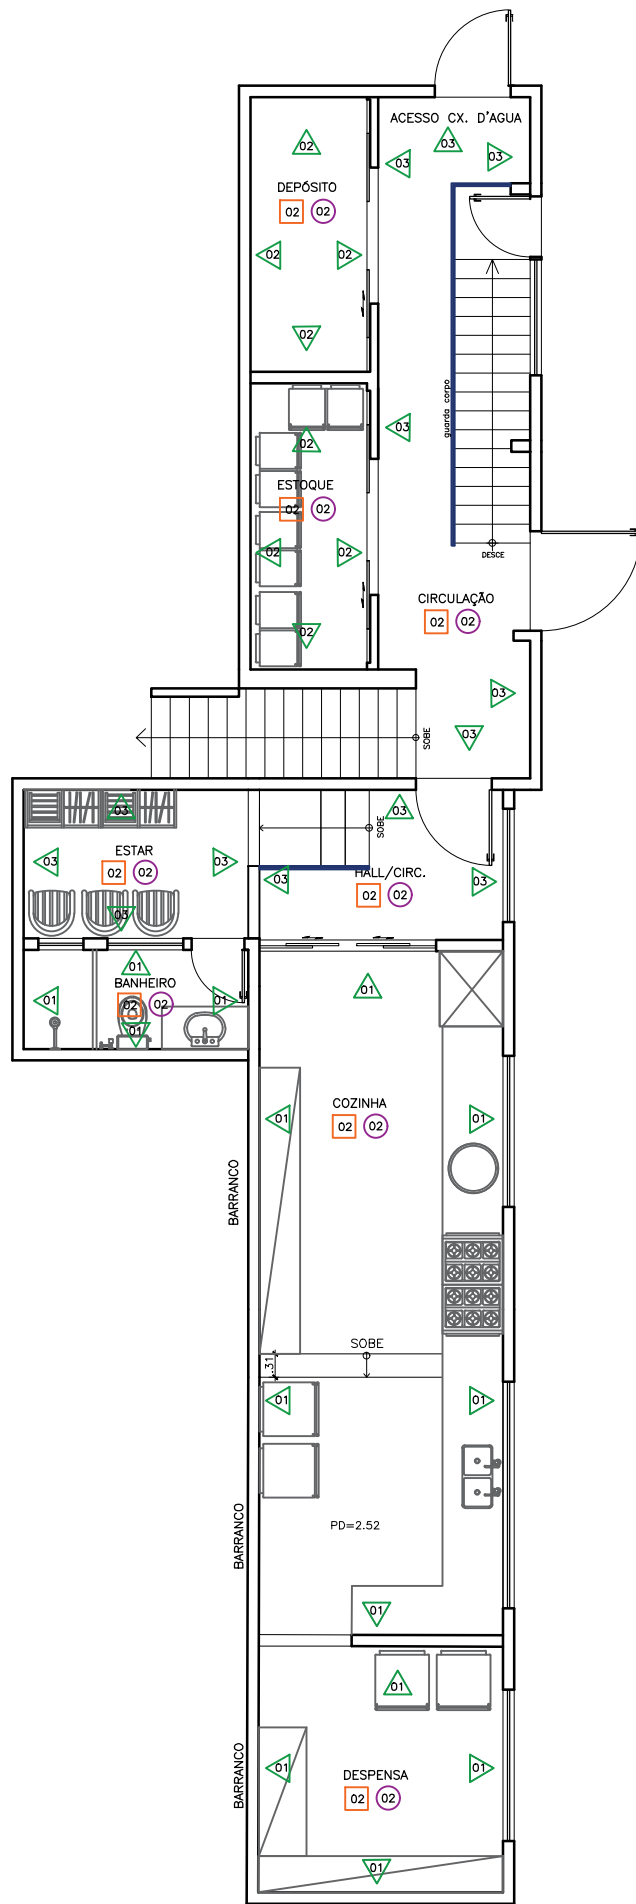 ACESSO CX. D'AGUA
03
03
03
02
DEPÓSITO
02 02
02 02
02
guarda corpo
03
02
ESTOQUE
02 02
02 02
DESCE
CIRCULAÇÃO
02 02
02
03
03
SOBE
03
03
SOBE
ESTAR
02 02
03 03
HALL/CIRC.
02 02
03 03
03
01
BANHEIRO
02 02
01 01
01
01
COZINHA
02 02
01 01
BARRANCO
SOBE
.31
01 01
PD=2.52
BARRANCO
01
01
DESPENSA
02 02
01 01
BARRANCO
01